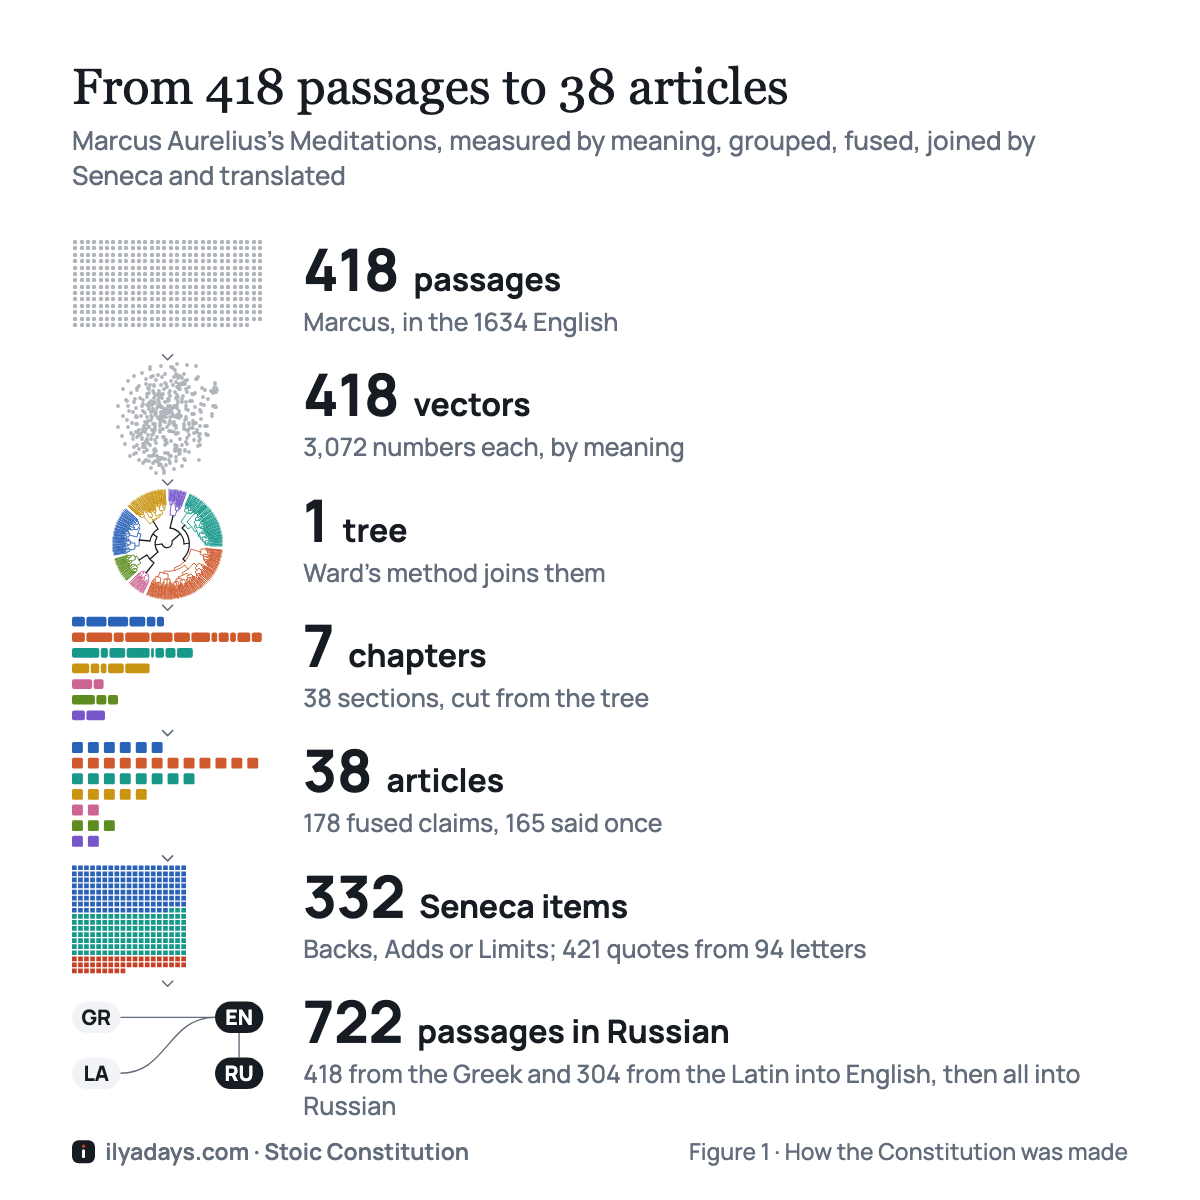 From 418 passages to 38 articles
Marcus Aurelius’s Meditations, measured by meaning, grouped, fused, joined by
Seneca and translated
418 passages
Marcus, in the 1634 English
418 vectors
3,072 numbers each, by meaning
1 tree
Ward’s method joins them
7 chapters
38 sections, cut from the tree
38 articles
178 fused claims, 165 said once
332 Seneca items
Backs, Adds or Limits; 421 quotes from 94 letters
GR EN
LA RU
722 passages in Russian
418 from the Greek and 304 from the Latin into English, then all into
Russian
i ilyadays.com · Stoic Constitution
Figure 1 · How the Constitution was made